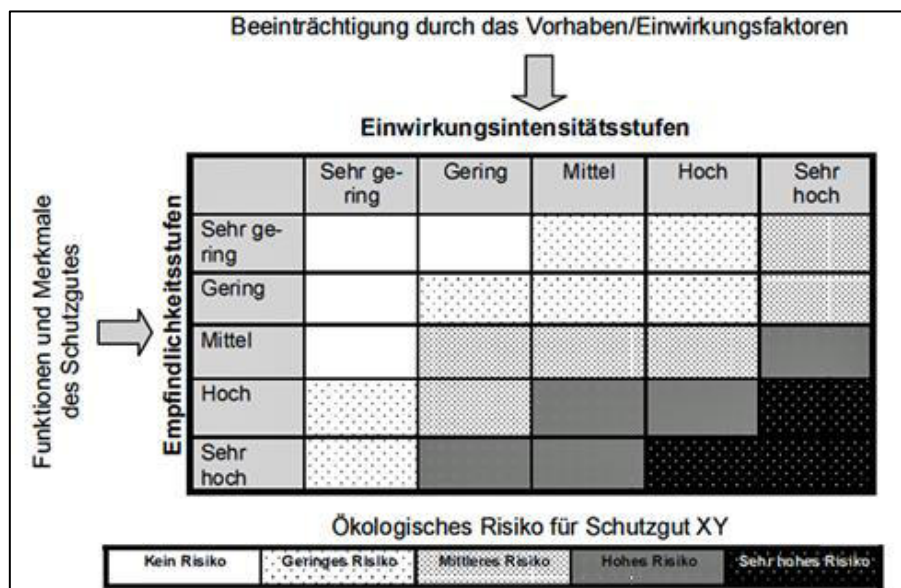 Beeinträchtigung durch das Vorhaben/Einwirkungsfaktoren
Einwirkungsintensitätsstufen
Sehr ge-
ring
Gering
Mittel
Hoch
Sehr
hoch
Funktionen und Merkmale
des Schutzgutes
Empfindlichkeitsstufen
Sehr ge-
ring
Gering
Mittel
Hoch
Sehr
hoch
Ökologisches Risiko für Schutzgut XY
Kein Risiko
Geringes Risiko
Mittleres Risiko
Hohes Risiko
Sehr hohes Risiko